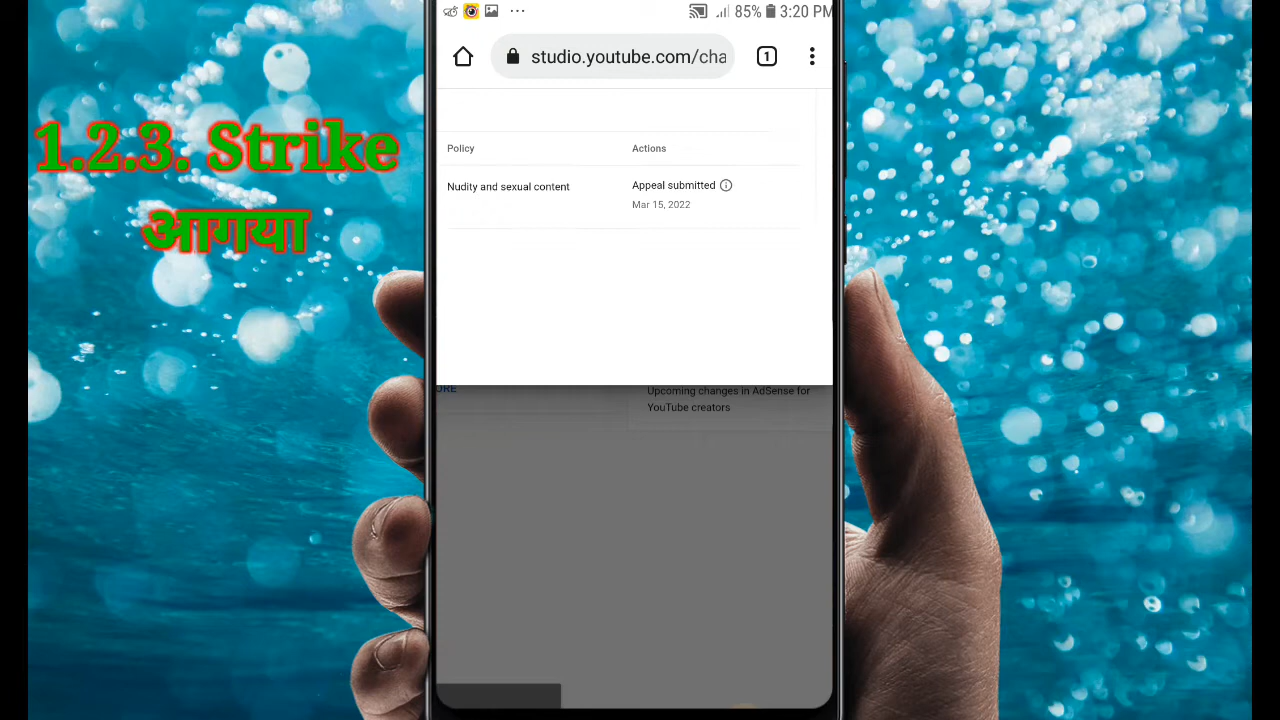 1.2.3. Strike
आगया
85% 3:20 PM
studio.youtube.com/cha
1
Policy Actions
Nudity and sexual content Appeal submitted
Mar 15, 2022
ORE
Upcoming changes in AdSense for
YouTube creators